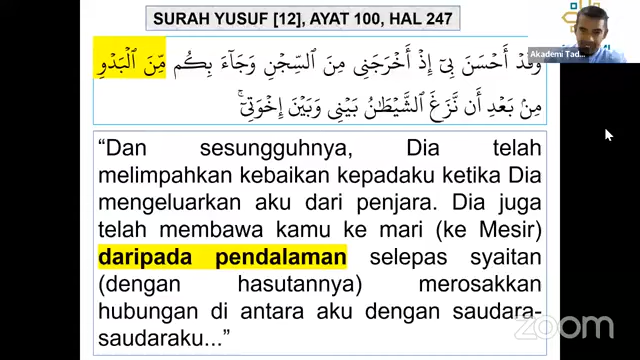 SURAH YUSUF [12], AYAT 100, HAL 247
وَقَدۡ أَحۡسَنَ بِيٓ إِذۡ أَخۡرَجَنِي مِنَ ٱلسِّجۡنِ وَجَآءَ بِكُم مِّنَ ٱلۡبَدۡوِ
مِنۢ بَعۡدِ أَن نَّزَغَ ٱلشَّيۡطَٰنُ بَيۡنِي وَبَيۡنَ إِخۡوَتِيٓۚ
“Dan sesungguhnya, Dia telah
melimpahkan kebaikan kepadaku ketika Dia
mengeluarkan aku dari penjara. Dia juga
telah membawa kamu ke mari (ke Mesir)
daripada pendalaman selepas syaitan
(dengan hasutannya) merosakkan
hubungan di antara aku dengan saudara-
saudaraku...”
Akademi Tad...
zoom